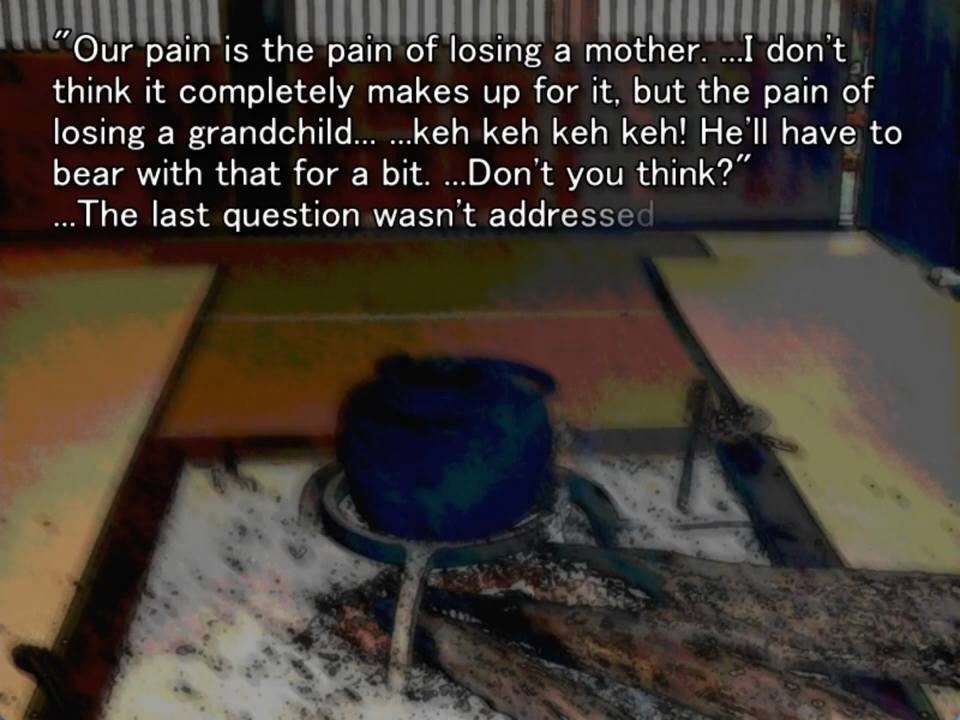 "Our pain is the pain of losing a mother. ...I don't
think it completely makes up for it, but the pain of
losing a grandchild... ...keh keh keh keh! He'll have to
bear with that for a bit. ...Don't you think?"
...The last question wasn't addressed